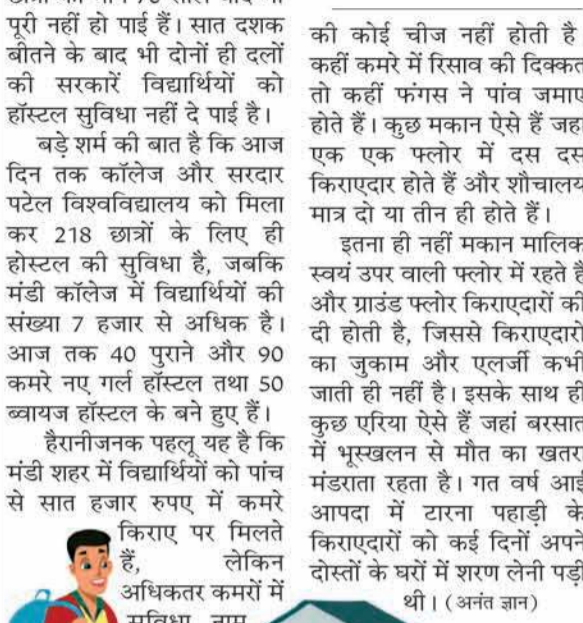 पूरी नहीं हो पाई हैं। सात दशक
बीतने के बाद भी दोनों ही दलों
की सरकारें विद्यार्थियों को
हॉस्टल सुविधा नहीं दे पाई है।
बड़े शर्म की बात है कि आज
दिन तक कॉलेज और सरदार
पटेल विश्वविद्यालय को मिला
कर 218 छात्रों के लिए ही
होस्टल की सुविधा है, जबकि
मंडी कॉलेज में विद्यार्थियों की
संख्या 7 हजार से अधिक है।
आज तक 40 पुराने और 90
कमरे नए गर्ल हॉस्टल तथा 50
ब्वायज हॉस्टल के बने हुए हैं।
हैरानीजनक पहलू यह है कि
मंडी शहर में विद्यार्थियों को पांच
से सात हजार रुपए में कमरे
किराए पर मिलते
हैं, लेकिन
अधिकतर कमरों में
सुविधा नाम
की कोई चीज नहीं होती है
कहीं कमरे में रिसाव की दिक्कत
तो कहीं फंगस ने पांव जमाए
होते हैं। कुछ मकान ऐसे हैं जहां
एक एक फ्लोर में दस दस
किराएदार होते हैं और शौचालय
मात्र दो या तीन ही होते हैं।
इतना ही नहीं मकान मालिक
स्वयं उपर वाली फ्लोर में रहते है
और ग्राउंड फ्लोर किराएदारों को
दी होती है, जिससे किराएदारों
का जुकाम और एलर्जी कभी
जाती ही नहीं है। इसके साथ ही
कुछ एरिया ऐसे हैं जहां बरसात
में भूस्खलन से मौत का खतरा
मंडराता रहता है। गत वर्ष आई
आपदा में टारना पहाड़ी के
किराएदारों को कई दिनों अपने
दोस्तों के घरों में शरण लेनी पड़ी
थी। (अनंत ज्ञान)